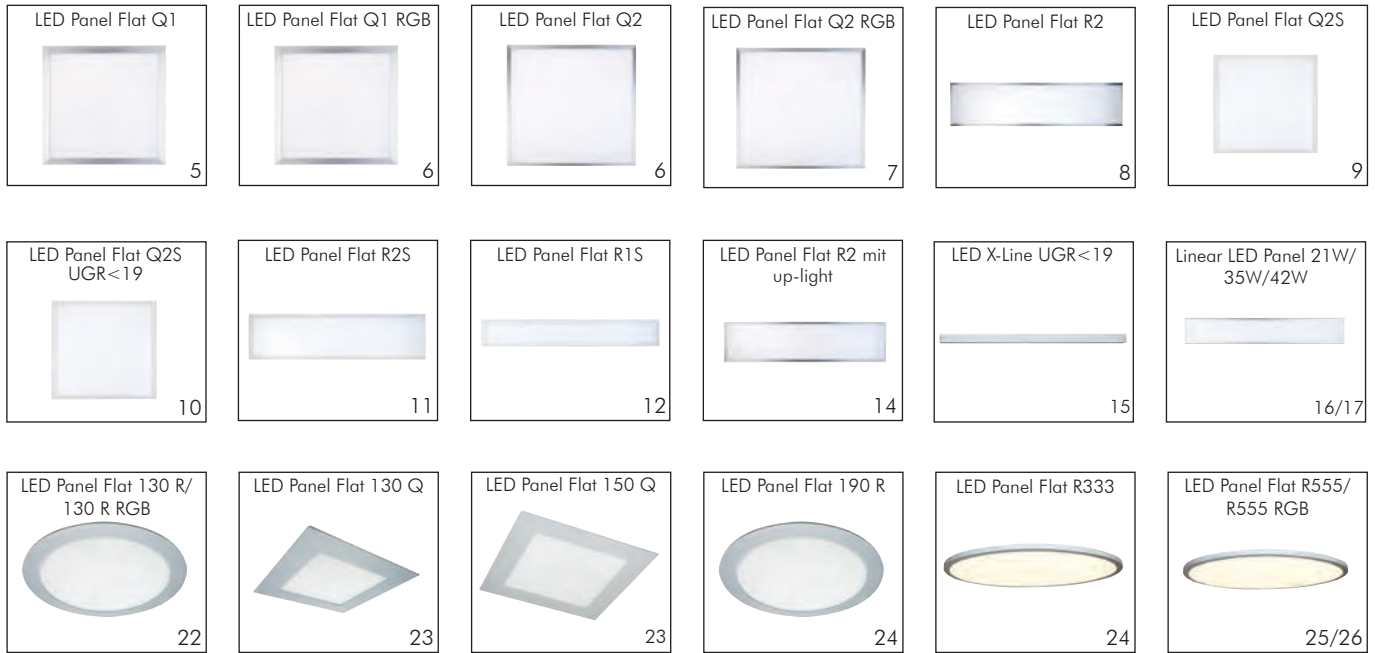 LED Panel Flat Q1
5
LED Panel Flat Q1 RGB
6
LED Panel Flat Q2
6
LED Panel Flat Q2 RGB
7
LED Panel Flat R2
8
LED Panel Flat Q2S
9
LED Panel Flat Q2S
UGR<19
10
LED Panel Flat R2S
11
LED Panel Flat R1S
12
LED Panel Flat R2 mit
up-light
14
LED X-Line UGR<19
15
Linear LED Panel 21W/
35W/42W
16/17
LED Panel Flat 130 R/
130 R RGB
22
LED Panel Flat 130 Q
23
LED Panel Flat 150 Q
23
LED Panel Flat 190 R
24
LED Panel Flat R333
24
LED Panel Flat R555/
R555 RGB
25/26